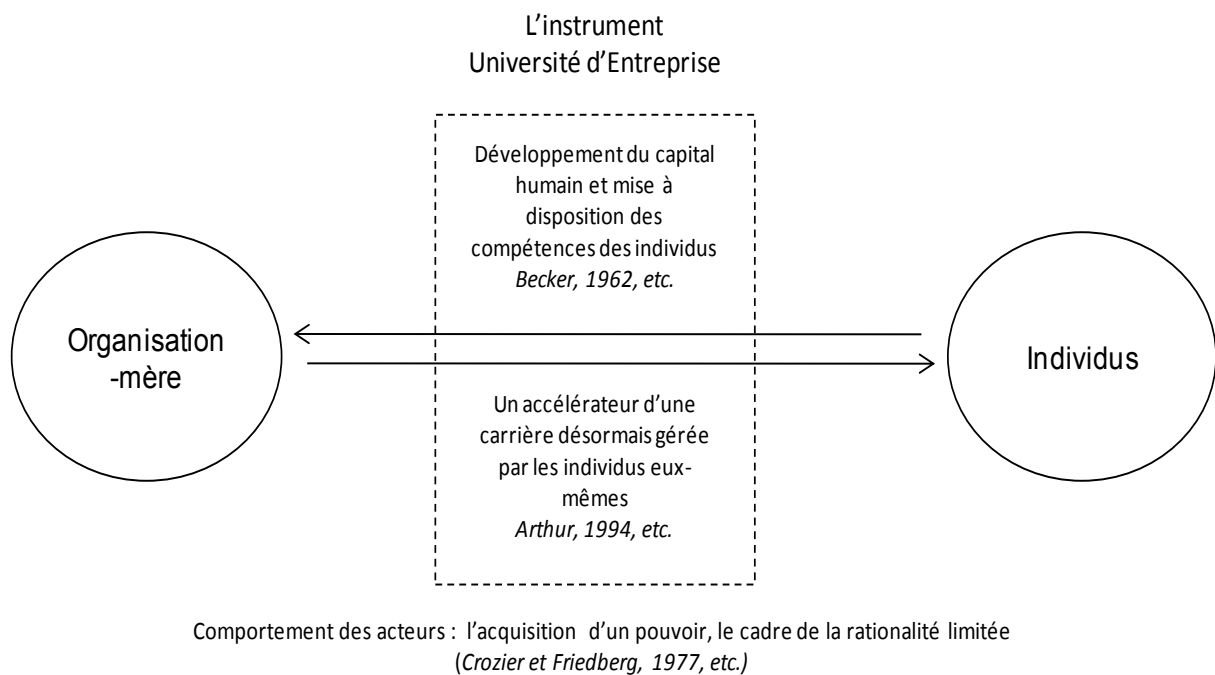 L’instrument
Université d’Entreprise
Développement du capital
humain et mise à
disposition des
compétences des individus
Becker, 1962, etc.
Organisation
-mère
Individus
Un accélérateur d’une
carrière désormais gérée
par les individus eux-
mêmes
Arthur, 1994, etc.
Comportement des acteurs : l’acquisition d’un pouvoir, le cadre de la rationalité limitée
(Crozier et Friedberg, 1977, etc.)